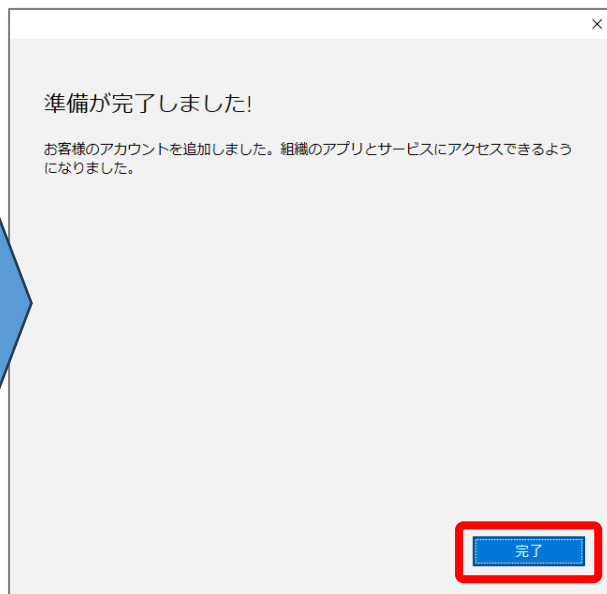 準備が完了しました!
お客様のアカウントを追加しました。組織のアプリとサービスにアクセスできるよう
になりました。
完了